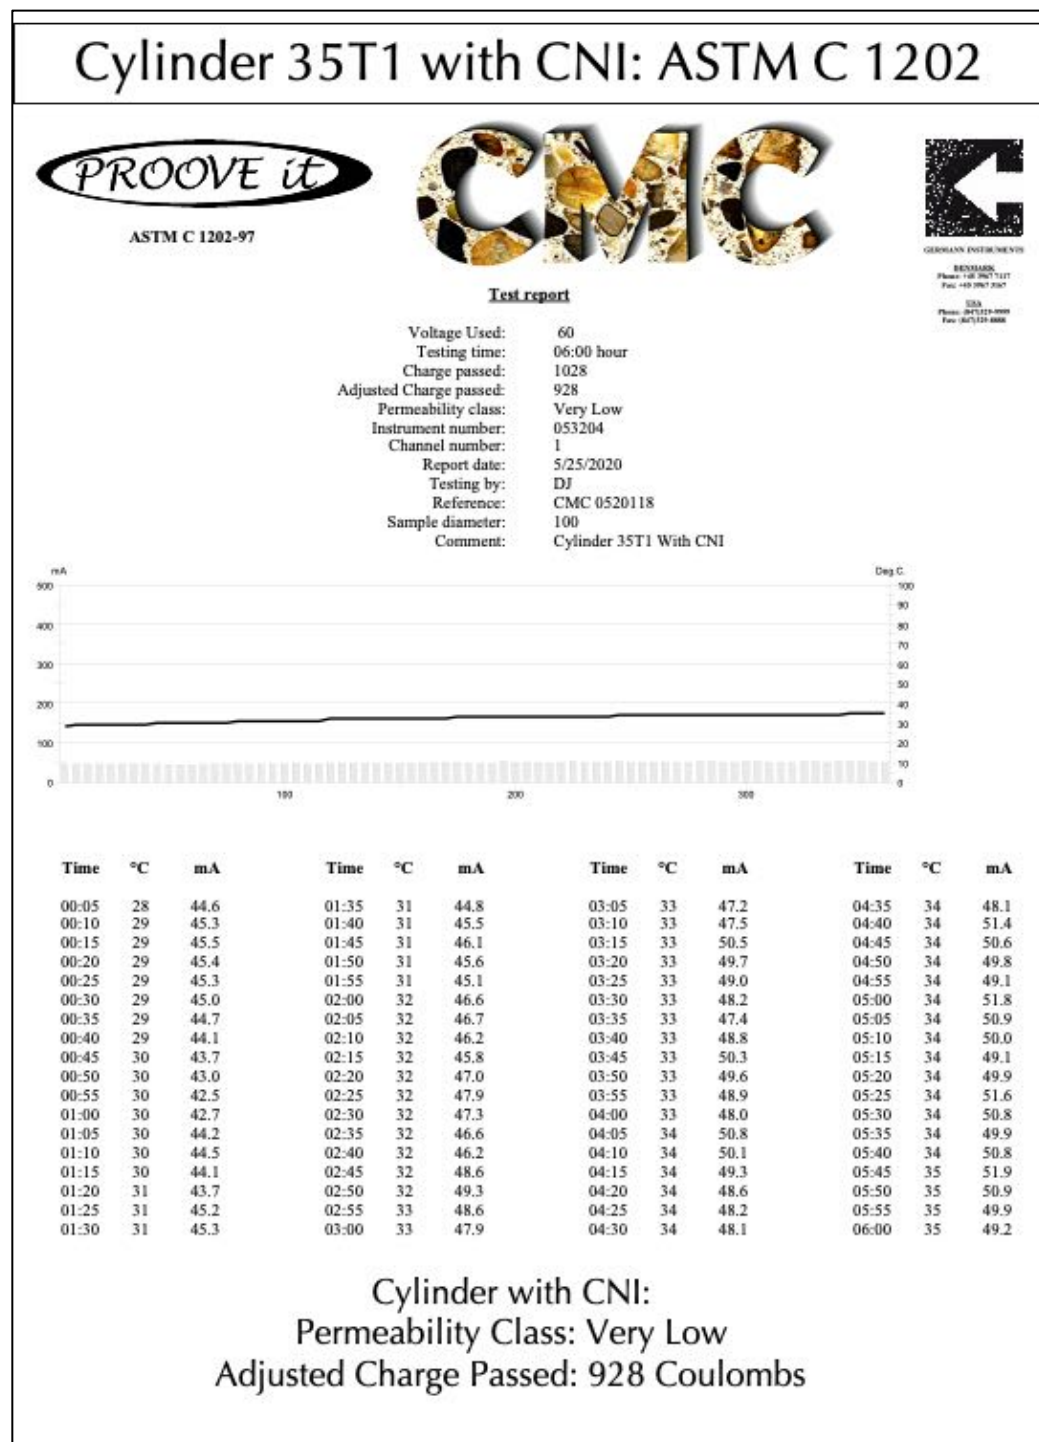 Cylinder 35T1 with CNI: ASTM C 1202
PROOVE it
CMC
ASTM C 1202-97
GERMANN INSTRUMENTS
DENMARK
Phone: +45 3967 7117
Fax: +45 3967 3167
USA
Phone: (847)329-9999
Fax: (847)329-8888
Test report
Voltage Used: 60
Testing time: 06:00 hour
Charge passed: 1028
Adjusted Charge passed: 928
Permeability class: Very Low
Instrument number: 053204
Channel number: 1
Report date: 5/25/2020
Testing by: DJ
Reference: CMC 0520118
Sample diameter: 100
Comment: Cylinder 35T1 With CNI
mA Deg.C.
500 100
90
400 80
70
300 60
50
200 40
30
100 20
10
0 0
100 200 300
Time °C mA Time °C mA Time °C mA Time °C mA
00:05 28 44.6 01:35 31 44.8 03:05 33 47.2 04:35 34 48.1
00:10 29 45.3 01:40 31 45.5 03:10 33 47.5 04:40 34 51.4
00:15 29 45.5 01:45 31 46.1 03:15 33 50.5 04:45 34 50.6
00:20 29 45.4 01:50 31 45.6 03:20 33 49.7 04:50 34 49.8
00:25 29 45.3 01:55 31 45.1 03:25 33 49.0 04:55 34 49.1
00:30 29 45.0 02:00 32 46.6 03:30 33 48.2 05:00 34 51.8
00:35 29 44.7 02:05 32 46.7 03:35 33 47.4 05:05 34 50.9
00:40 29 44.1 02:10 32 46.2 03:40 33 48.8 05:10 34 50.0
00:45 30 43.7 02:15 32 45.8 03:45 33 50.3 05:15 34 49.1
00:50 30 43.0 02:20 32 47.0 03:50 33 49.6 05:20 34 49.9
00:55 30 42.5 02:25 32 47.9 03:55 33 48.9 05:25 34 51.6
01:00 30 42.7 02:30 32 47.3 04:00 33 48.0 05:30 34 50.8
01:05 30 44.2 02:35 32 46.6 04:05 34 50.8 05:35 34 49.9
01:10 30 44.5 02:40 32 46.2 04:10 34 50.1 05:40 34 50.8
01:15 30 44.1 02:45 32 48.6 04:15 34 49.3 05:45 35 51.9
01:20 31 43.7 02:50 32 49.3 04:20 34 48.6 05:50 35 50.9
01:25 31 45.2 02:55 33 48.6 04:25 34 48.2 05:55 35 49.9
01:30 31 45.3 03:00 33 47.9 04:30 34 48.1 06:00 35 49.2
Cylinder with CNI:
Permeability Class: Very Low
Adjusted Charge Passed: 928 Coulombs